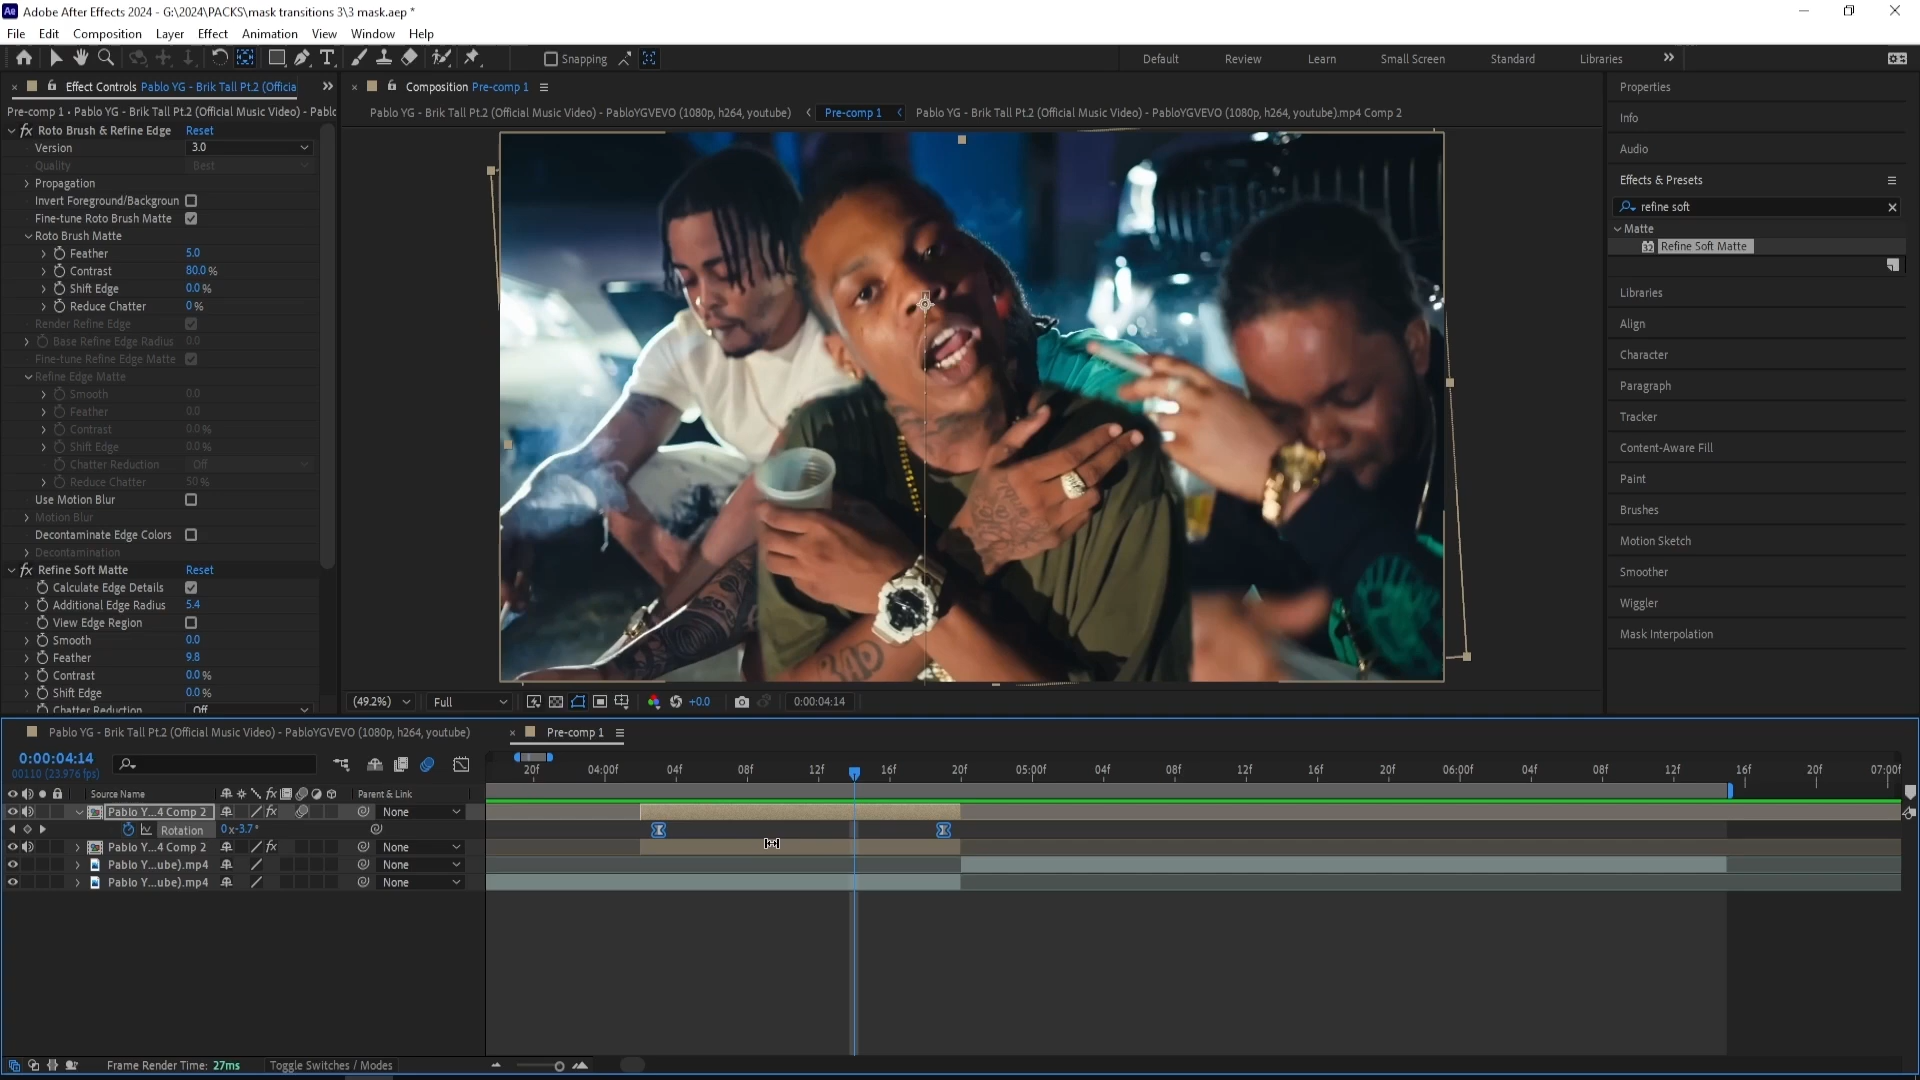 Adobe After Effects 2024 - G:\2024\PACKS\mask transitions 3\3 mask.aep *
File Edit Composition Layer Effect Animation View Window Help
Snapping Default Review Learn Small Screen Standard Libraries
Effect Controls Pablo YG - Brik Tall Pt.2 (Officia
Composition Pre-comp 1
Properties
Pre-comp 1 • Pablo YG - Brik Tall Pt.2 (Official Music Video) - Pablo
Pablo YG - Brik Tall Pt.2 (Official Music Video) - PabloYGVEVO (1080p, h264, youtube) Pre-comp 1 Pablo YG - Brik Tall Pt.2 (Official Music Video) - PabloYGVEVO (1080p, h264, youtube).mp4 Comp 2
Info
Audio
Effects & Presets
refine soft
Matte
Refine Soft Matte
Libraries
Align
Character
Paragraph
Tracker
Content-Aware Fill
Paint
Brushes
Motion Sketch
Smoother
Wiggler
Mask Interpolation
fx Roto Brush & Refine Edge Reset
Version 3.0
Quality Best
Propagation
Invert Foreground/Backgroun
Fine-tune Roto Brush Matte
Roto Brush Matte
Feather 5.0
Contrast 80.0 %
Shift Edge 0.0 %
Reduce Chatter 0 %
Render Refine Edge
Base Refine Edge Radius 0.0
Fine-tune Refine Edge Matte
Refine Edge Matte
Smooth 0.0
Feather 0.0
Contrast 0.0 %
Shift Edge 0.0 %
Chatter Reduction Off
Reduce Chatter 50 %
Use Motion Blur
Motion Blur
Decontaminate Edge Colors
Decontamination
fx Refine Soft Matte Reset
Calculate Edge Details
Additional Edge Radius 5.4
View Edge Region
Smooth 0.0
Feather 9.8
Contrast 0.0 %
Shift Edge 0.0 %
Chatter Reduction Off
BAD
(49.2%) Full +0.0 0:00:04:14
Pablo YG - Brik Tall Pt.2 (Official Music Video) - PabloYGVEVO (1080p, h264, youtube) Pre-comp 1
0:00:04:14
00110 (23.976 fps)
20f 04:00f 04f 08f 12f 16f 20f 05:00f 04f 08f 12f 16f 20f 06:00f 04f 08f 12f 16f 20f 07:00f
Source Name Parent & Link
Pablo Y...4 Comp 2 fx None
Rotation 0 x-3.7 °
Pablo Y...4 Comp 2 fx None
Pablo Y...ube).mp4 None
Pablo Y...ube).mp4 None
Frame Render Time: 27ms Toggle Switches / Modes